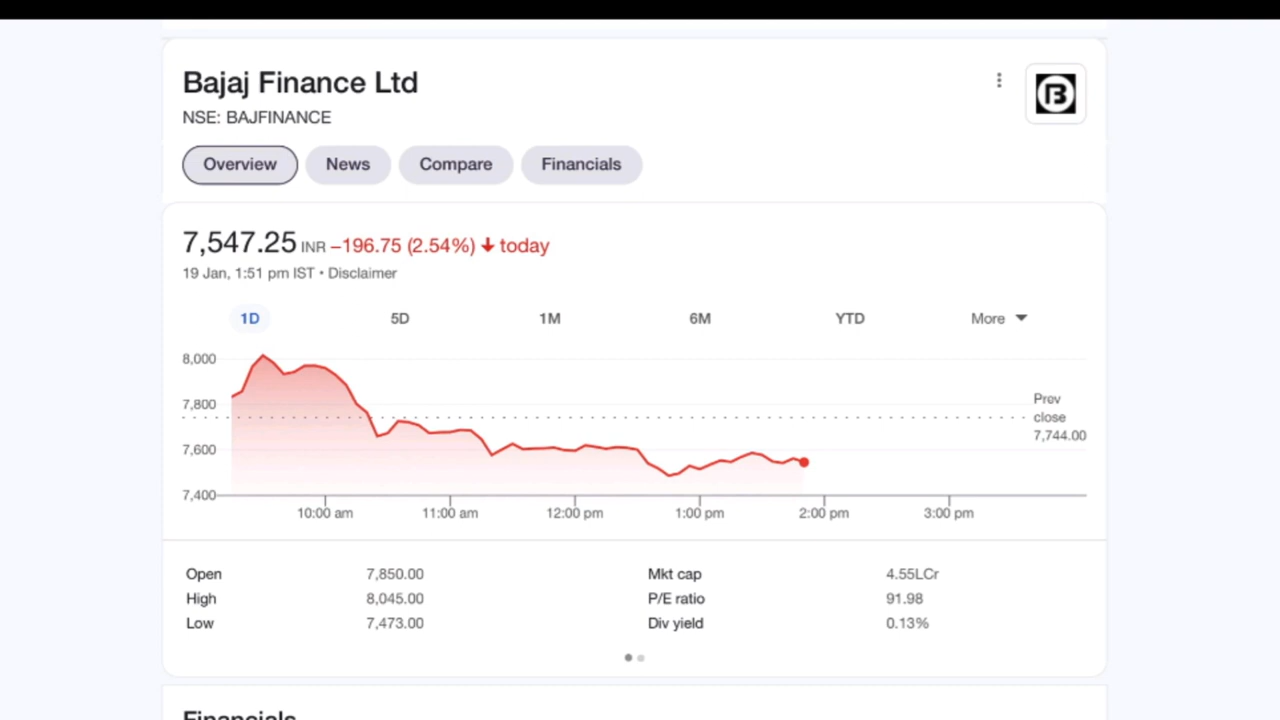 Bajaj Finance Ltd
NSE: BAJFINANCE
Overview News Compare Financials
7,547.25 INR −196.75 (2.54%) ↓ today
19 Jan, 1:51 pm IST • Disclaimer
1D 5D 1M 6M YTD More
8,000
7,800
7,600
7,400
Prev
close
7,744.00
10:00 am 11:00 am 12:00 pm 1:00 pm 2:00 pm 3:00 pm
Open 7,850.00 Mkt cap 4.55LCr
High 8,045.00 P/E ratio 91.98
Low 7,473.00 Div yield 0.13%
Financials